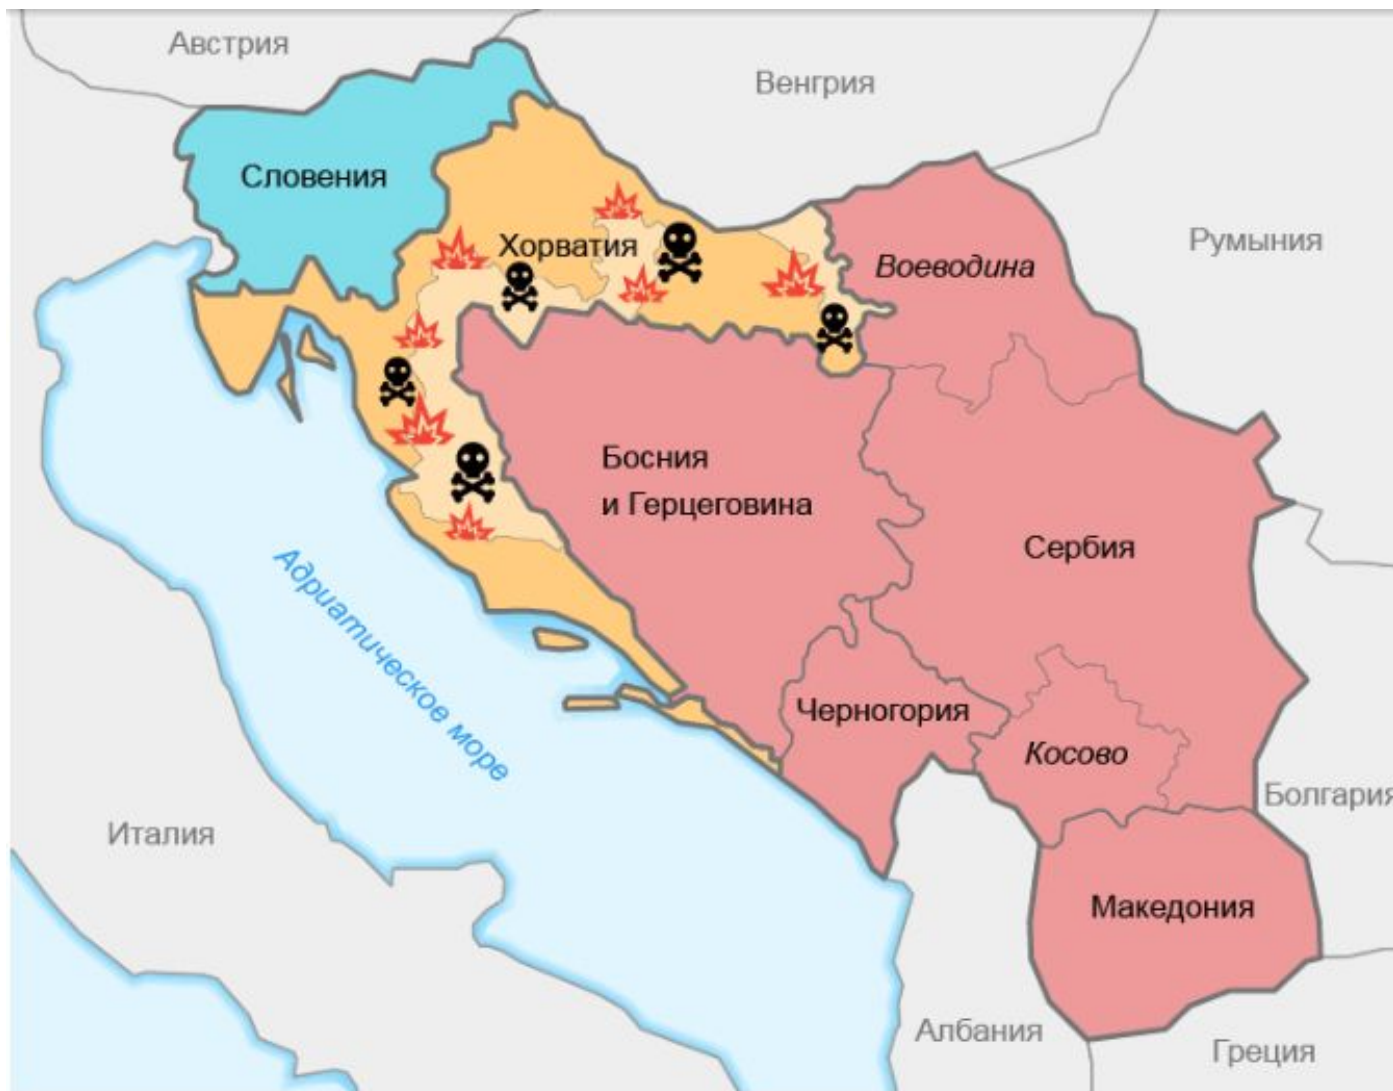 Австрия
Венгрия
Словения
Румыния
Хорватия
Воеводина
Босния
и Герцеговина
Сербия
Адриатическое море
Черногория
Косово
Болгария
Италия
Македония
Албания
Греция